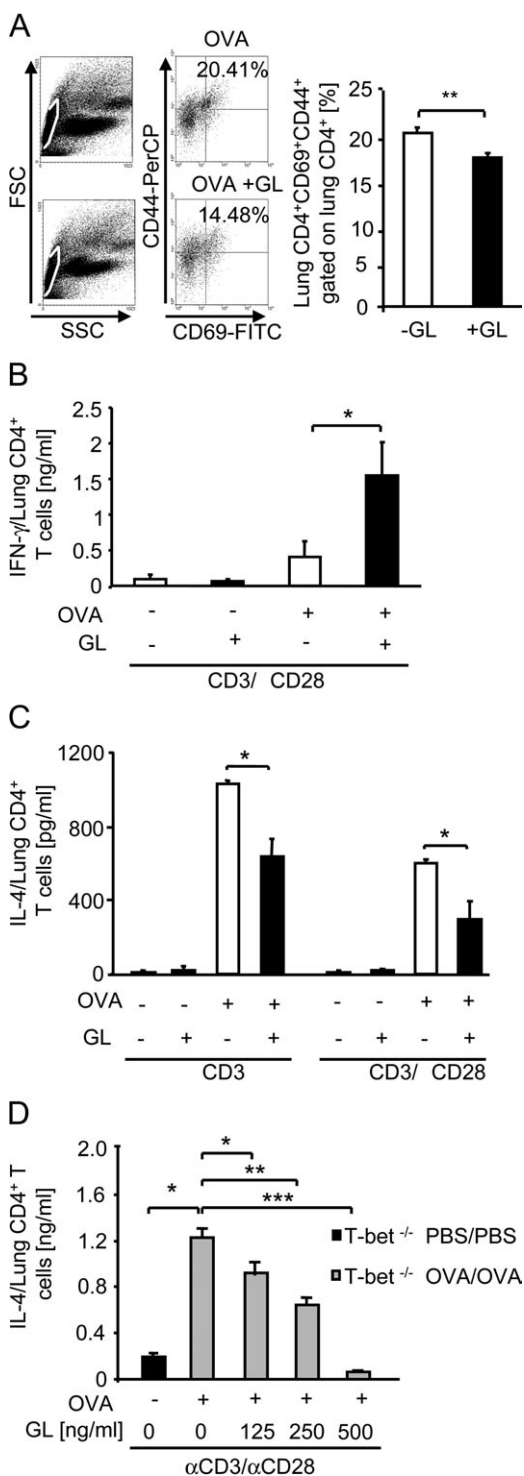 A
OVA
20.41%
OVA +GL
14.48%
FSC
SSC
CD44-PerCP
CD69-FITC
Lung CD4+CD69+CD44+
gated on lung CD4+ [%]
25
20
15
10
5
0
**
-GL +GL
B
IFN-γ/Lung CD4+
T cells [ng/ml]
2.5
2
1.5
1
0.5
0
*
OVA - - + +
GL - + - +
CD3/ CD28
C
IL-4/Lung CD4+
T cells [pg/ml]
1200
800
400
0
* *
OVA - - + + - - + +
GL - + - + - + - +
CD3 CD3/ CD28
D
IL-4/Lung CD4+ T
cells [ng/ml]
2.0
1.6
1.2
0.8
0.4
0
*
*
**
***
T-bet -/- PBS/PBS
T-bet -/- OVA/OVA
OVA - + + + +
GL [ng/ml] 0 0 125 250 500
αCD3/αCD28